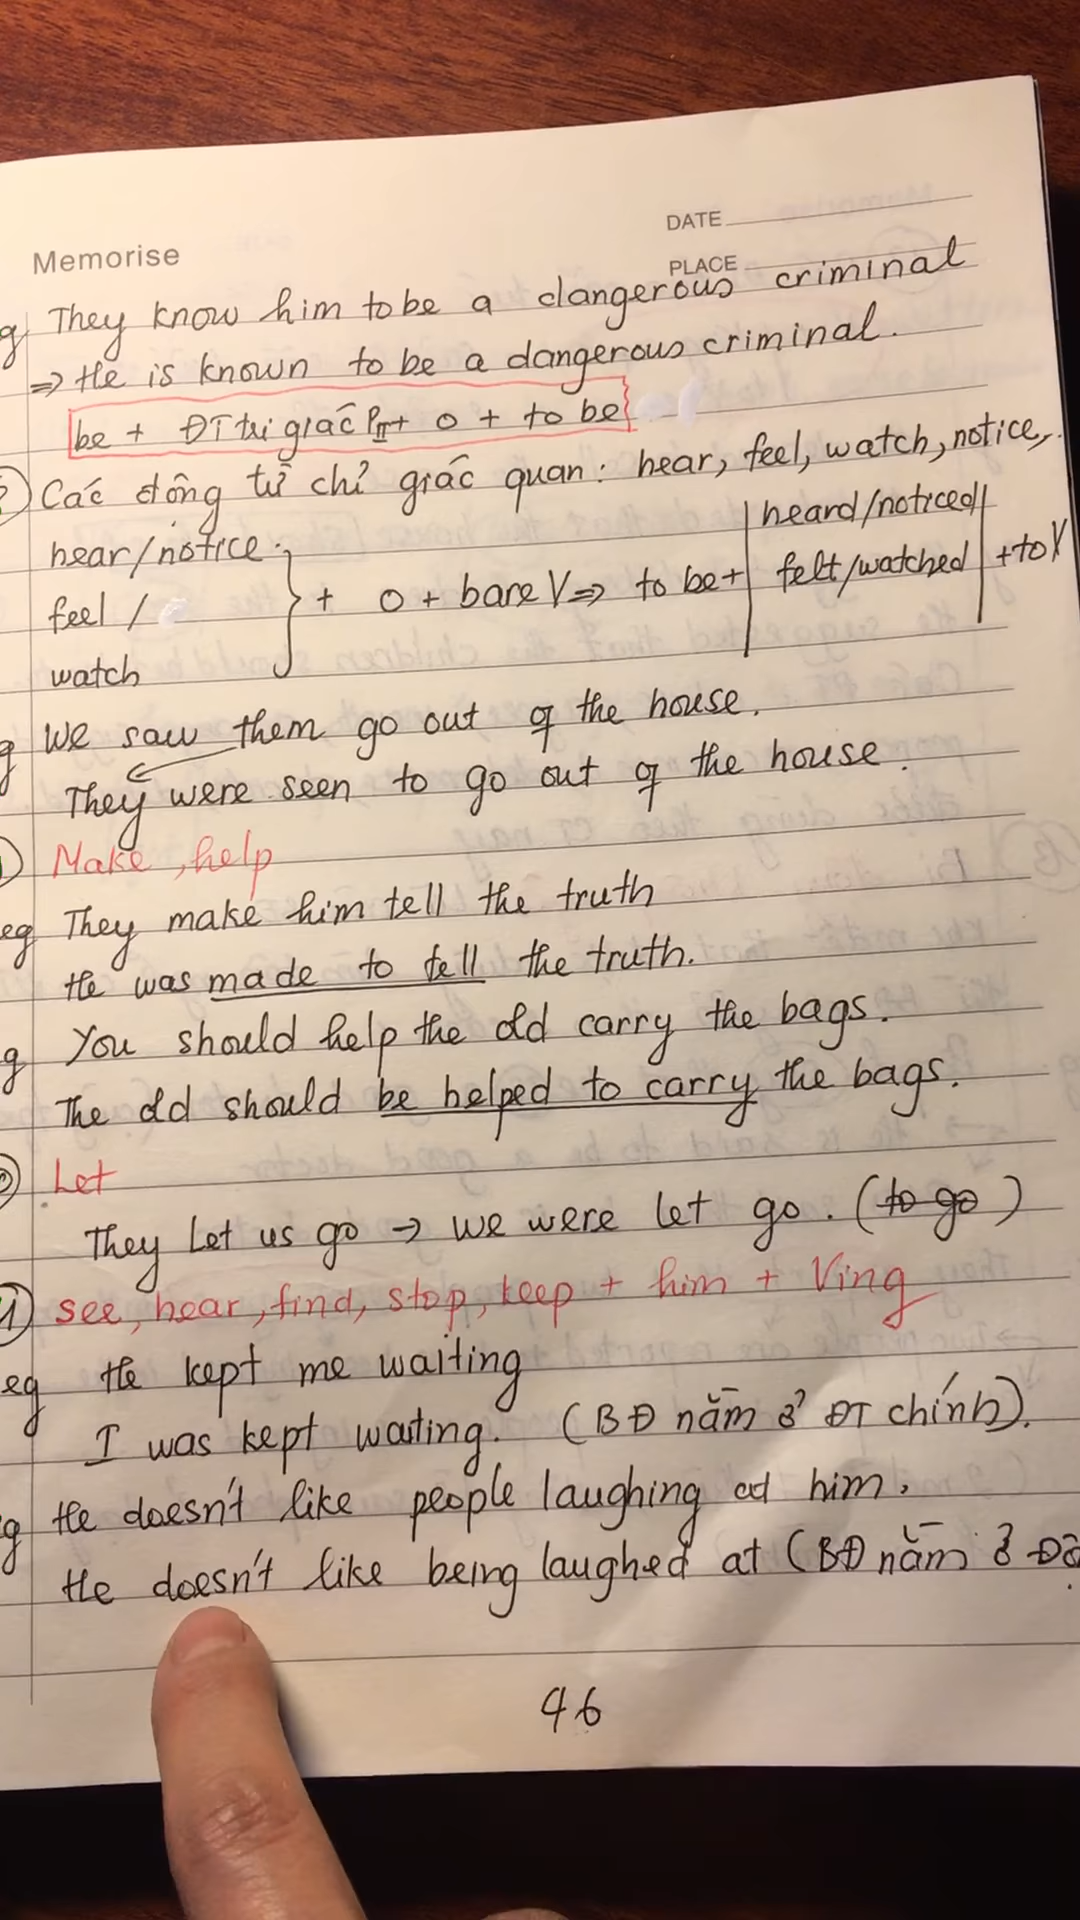 DATE
Memorise
PLACE
g They know him to be a dangerous criminal
=> He is known to be a dangerous criminal.
be + ĐT tri giác PII + O + to be
Các động từ chỉ giác quan: hear, feel, watch, notice,
hear/notice
feel /
watch
+ O + bare V => to be +
heard/noticed
felt/watched
+ to V
g We saw them go out of the house.
They were seen to go out of the house.
Make, help
eg They make him tell the truth
He was made to tell the truth.
g You should help the old carry the bags.
The old should be helped to carry the bags.
Let
They Let us go → we were let go. (to go)
see, hear, find, stop, keep + him + Ving
eg He kept me waiting
I was kept waiting. (BĐ nằm ở ĐT chính).
g He doesn't like people laughing at him.
He doesn't like being laughed at (BĐ nằm ở
46